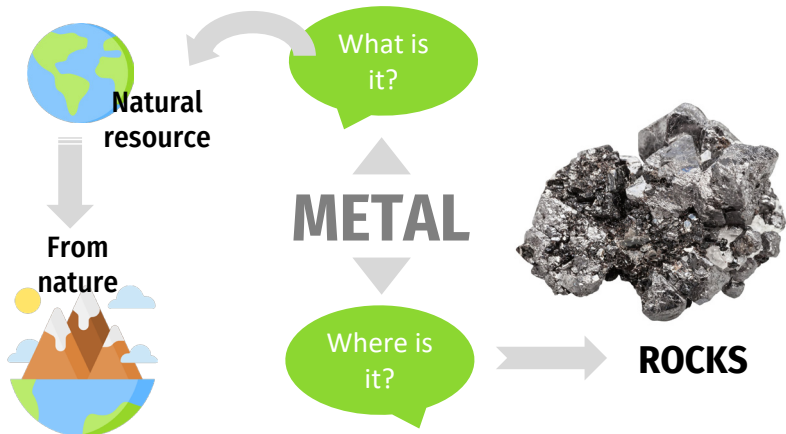 What is
it?
Natural
resource
From
nature
METAL
Where is
it?
ROCKS